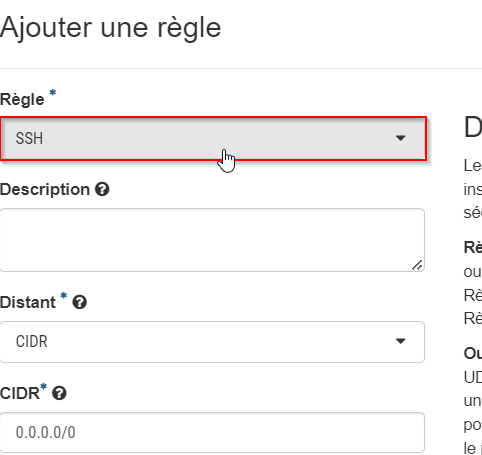 Ajouter une règle
Règle *
SSH
Description ?
Distant * ?
CIDR
CIDR* ?
0.0.0.0/0
D
Le
ins
sé
Rè
ou
Rè
Rè
Ou
UD
un
po
le